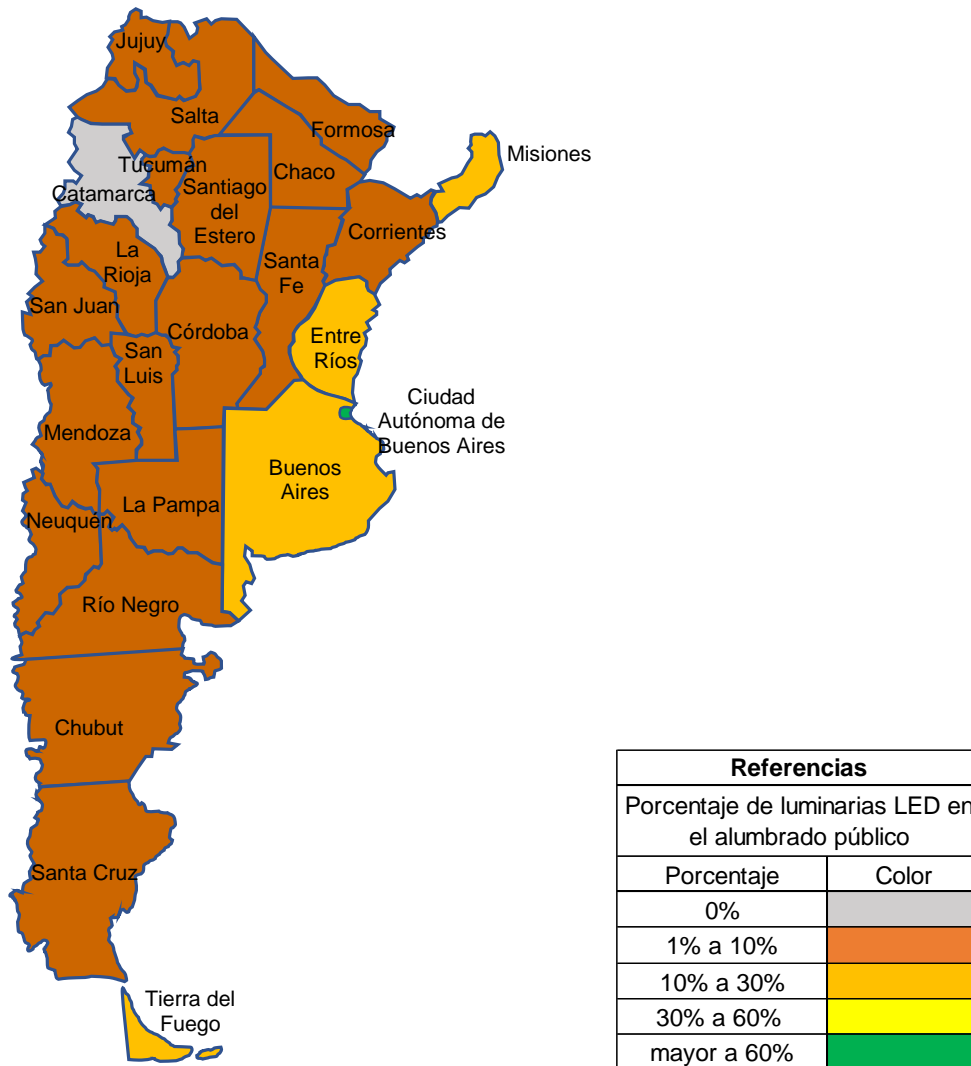 Jujuy
Salta
Formosa
Misiones
Tucumán
Chaco
Catamarca
Santiago
del
Estero
Corrientes
La
Rioja
Santa
Fe
San Juan
Córdoba
Entre
Ríos
San
Luis
Ciudad
Autónoma de
Buenos Aires
Mendoza
Buenos
Aires
La Pampa
Neuquén
Río Negro
Chubut
Santa Cruz
Tierra del
Fuego
Referencias
Porcentaje de luminarias LED en
el alumbrado público
Porcentaje Color
0%
1% a 10%
10% a 30%
30% a 60%
mayor a 60%